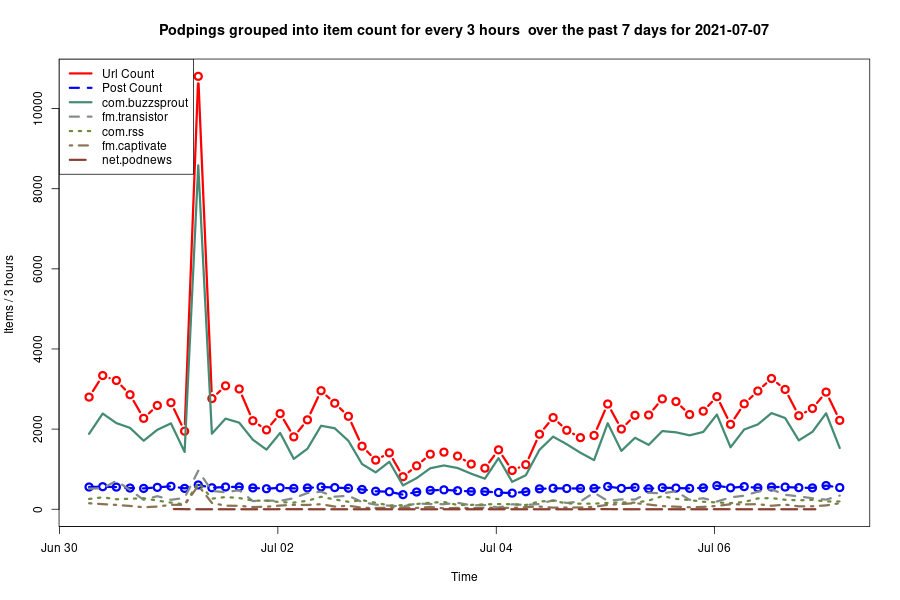 Podpings grouped into item count for every 3 hours  over the past 7 days for 2021-07-07
Url Count
Post Count
com.buzzsprout
fm.transistor
com.rss
fm.captivate
net.podnews
10000
8000
6000
4000
2000
0
Items / 3 hours
Jun 30
Jul 02
Jul 04
Jul 06
Time